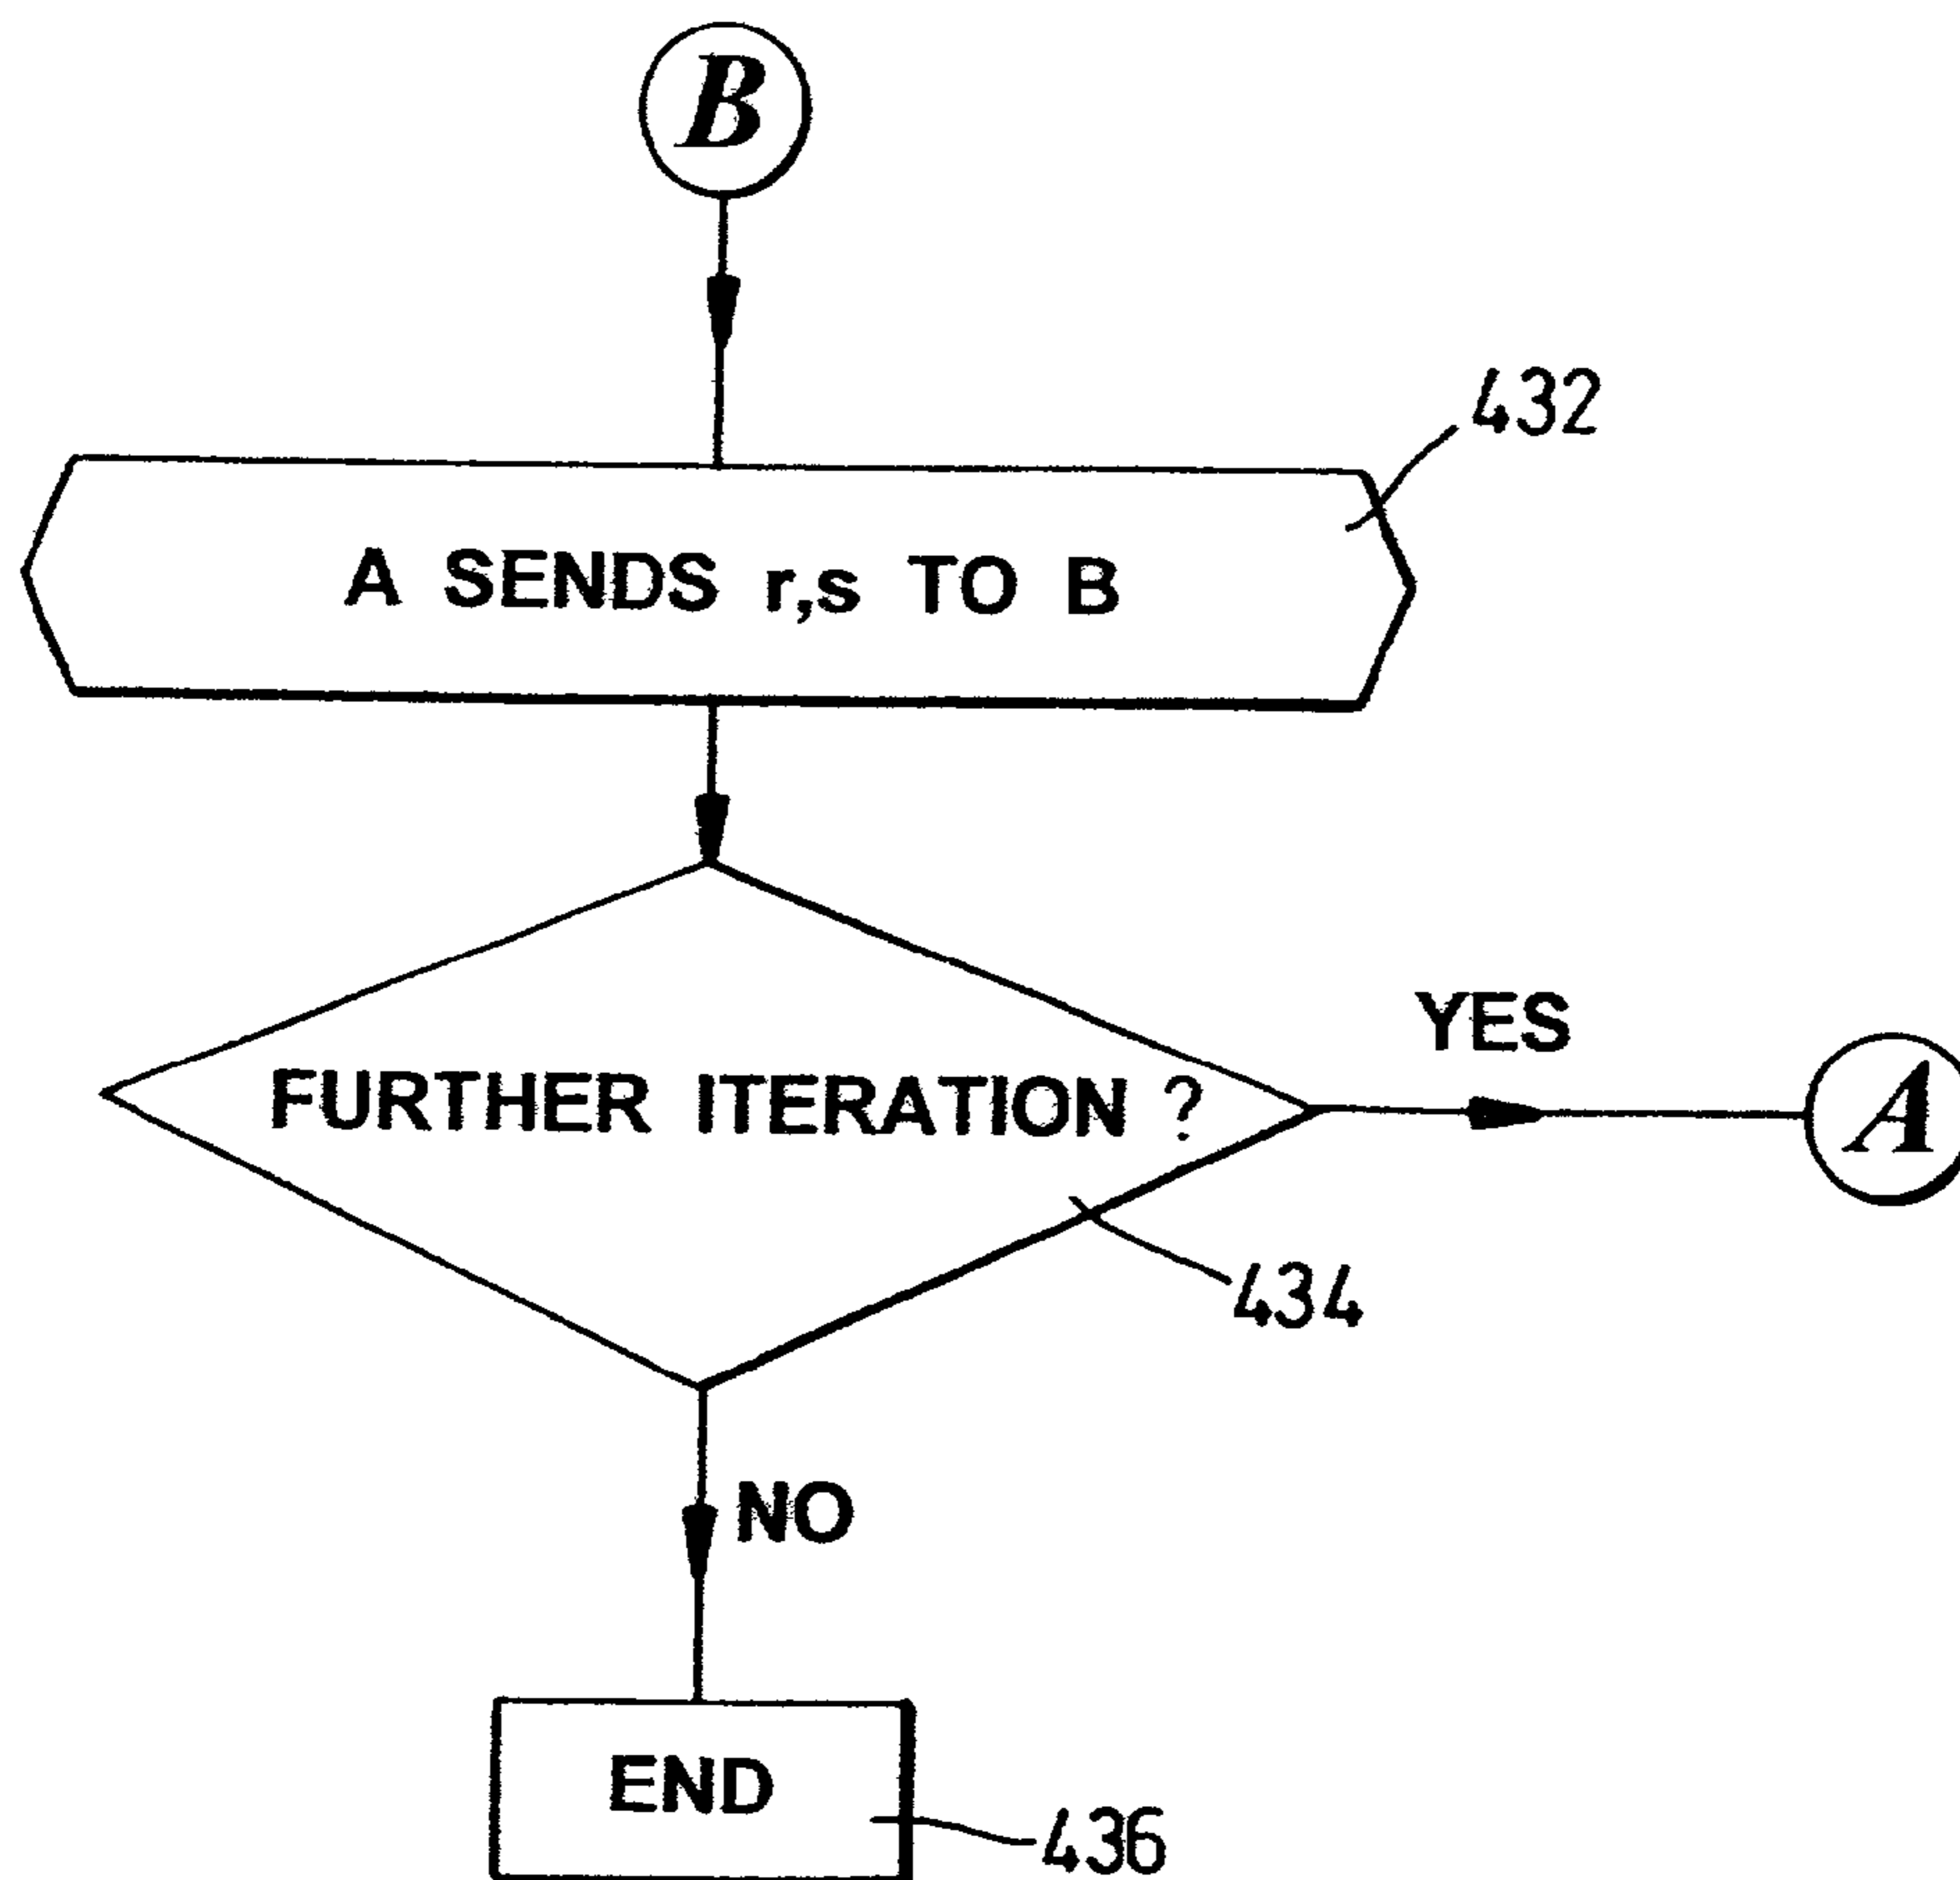 B
432
A SENDS r,s TO B
YES
A
FURTHER ITERATION ?
434
NO
END
436